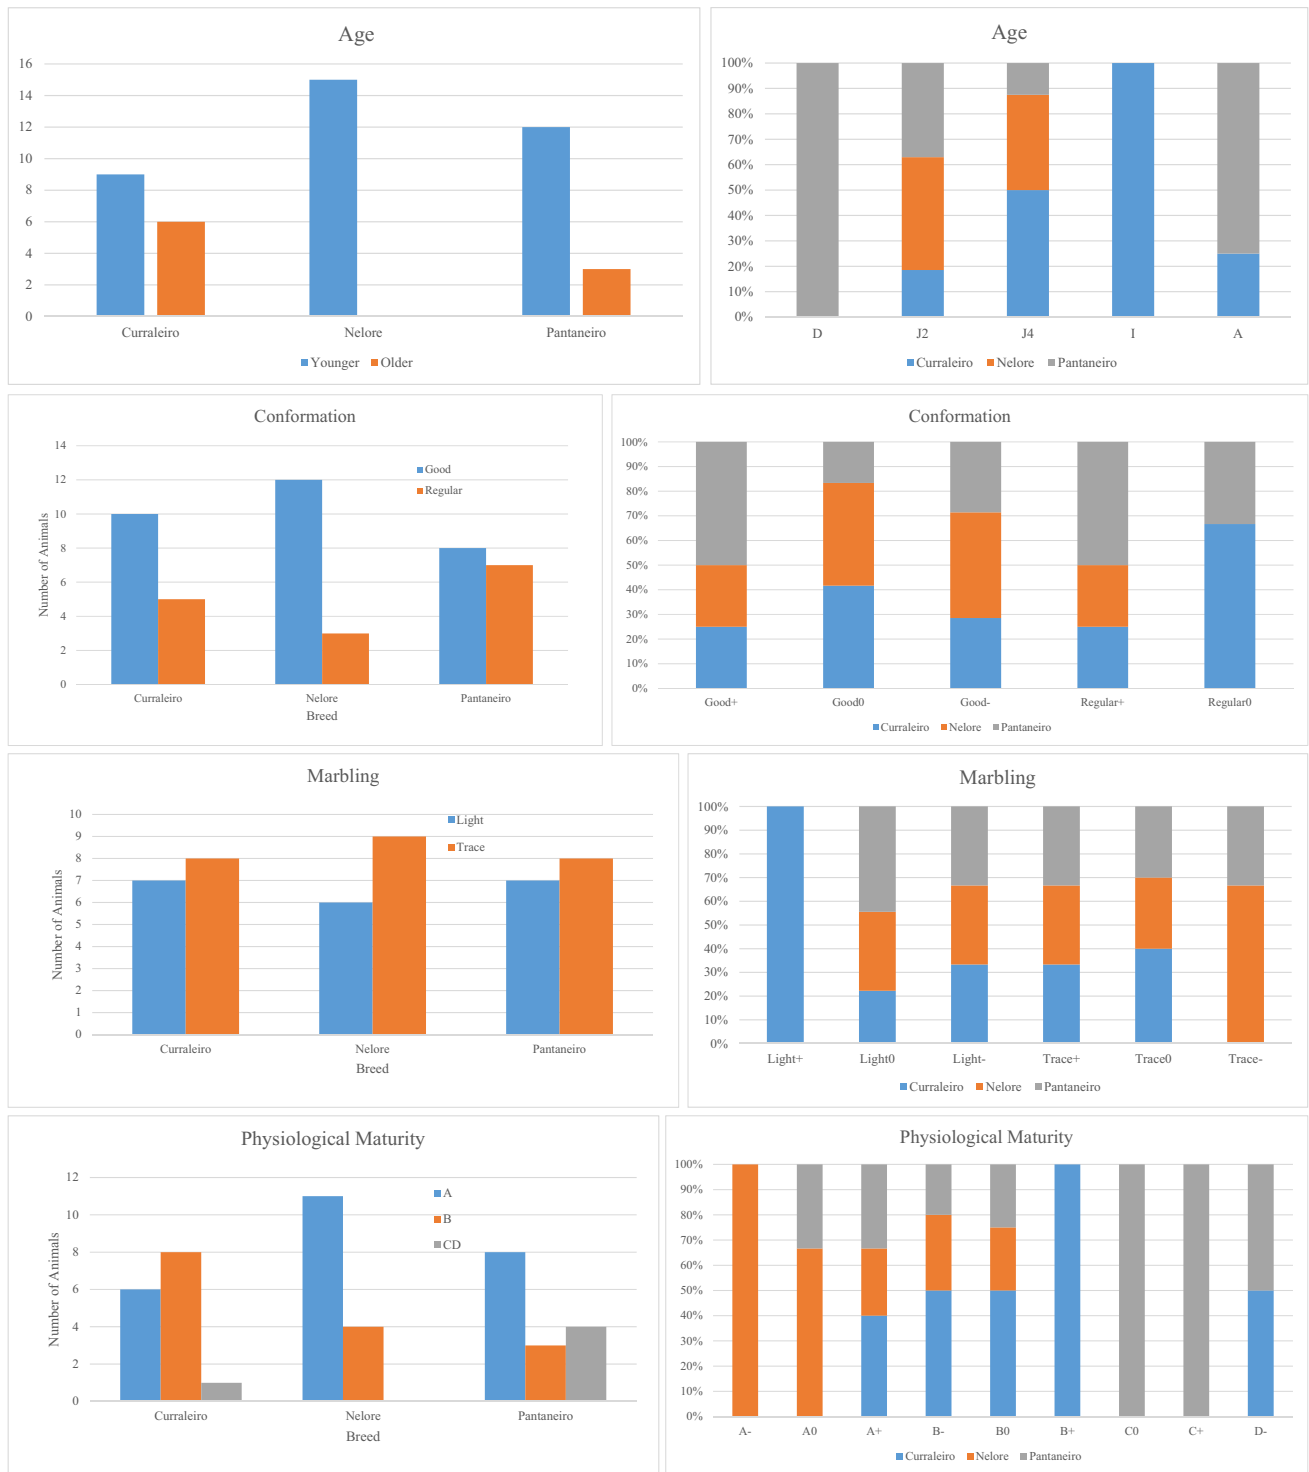 Age
16
14
12
10
8
6
4
2
0
Curraleiro Nelore Pantaneiro
Younger Older
Age
100%
90%
80%
70%
60%
50%
40%
30%
20%
10%
0%
D J2 J4 I A
Curraleiro Nelore Pantaneiro
Conformation
14
12
10
8
6
4
2
0
Number of Animals
Good
Regular
Curraleiro Nelore Pantaneiro
Breed
Conformation
100%
90%
80%
70%
60%
50%
40%
30%
20%
10%
0%
Good+ Good0 Good- Regular+ Regular0
Curraleiro Nelore Pantaneiro
Marbling
10
9
8
7
6
5
4
3
2
1
0
Number of Animals
Light
Trace
Curraleiro Nelore Pantaneiro
Breed
Marbling
100%
90%
80%
70%
60%
50%
40%
30%
20%
10%
0%
Light+ Light0 Light- Trace+ Trace0 Trace-
Curraleiro Nelore Pantaneiro
Physiological Maturity
12
10
8
6
4
2
0
Number of Animals
A
B
CD
Curraleiro Nelore Pantaneiro
Breed
Physiological Maturity
100%
90%
80%
70%
60%
50%
40%
30%
20%
10%
0%
A- A0 A+ B- B0 B+ C0 C+ D-
Curraleiro Nelore Pantaneiro